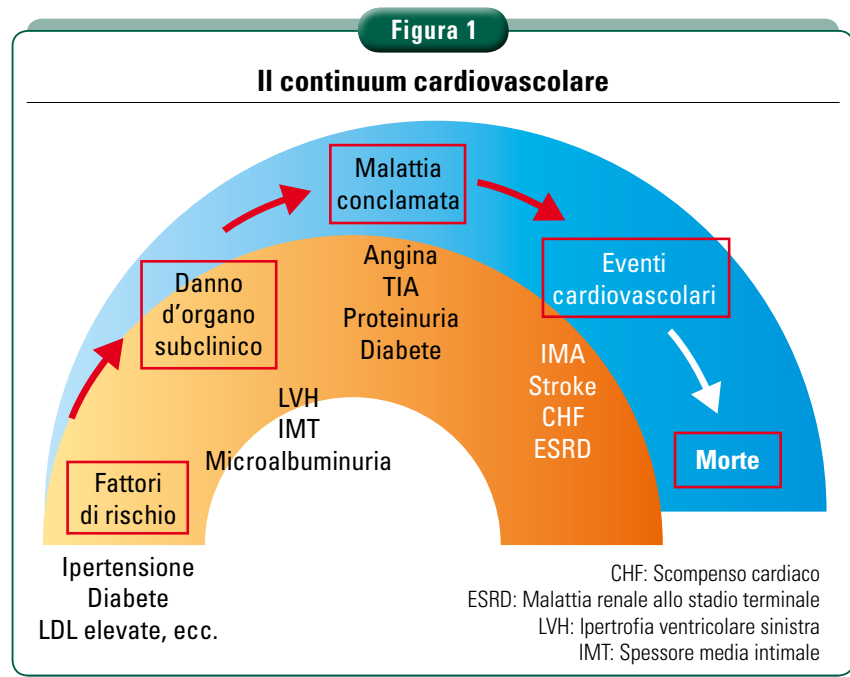 Figura 1
Il continuum cardiovascolare
Malattia
conclamata
Danno
d'organo
subclinico
Eventi
cardiovascolari
Angina
TIA
Proteinuria
Diabete
IMA
Stroke
CHF
ESRD
LVH
IMT
Microalbuminuria
Fattori
di rischio
Morte
Ipertensione
Diabete
LDL elevate, ecc.
CHF: Scompenso cardiaco
ESRD: Malattia renale allo stadio terminale
LVH: Ipertrofia ventricolare sinistra
IMT: Spessore media intimale